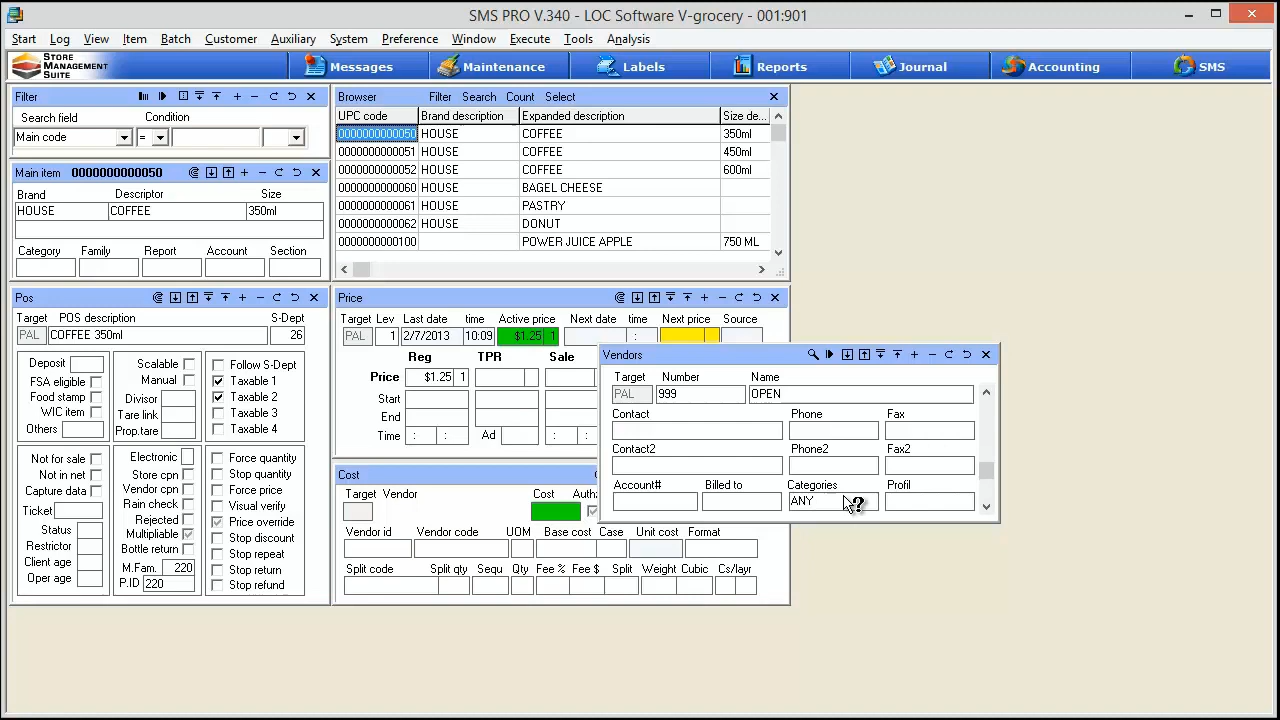 SMS PRO V.340 - LOC Software V-grocery - 001:901
Start Log View Item Batch Customer Auxiliary System Preference Window Execute Tools Analysis
STORE MANAGEMENT SUITE Messages Maintenance Labels Reports Journal Accounting SMS
Filter
Search field Condition
Main code =
Main item 0000000000050
Brand Descriptor Size
HOUSE COFFEE 350ml
Category Family Report Account Section
Browser Filter Search Count Select
UPC code Brand description Expanded description Size de...
0000000000050 HOUSE COFFEE 350ml
0000000000051 HOUSE COFFEE 450ml
0000000000052 HOUSE COFFEE 600ml
0000000000060 HOUSE BAGEL CHEESE
0000000000061 HOUSE PASTRY
0000000000062 HOUSE DONUT
0000000000100 POWER JUICE APPLE 750 ML
Pos
Target POS description S-Dept
PAL COFFEE 350ml 26
Deposit
FSA eligible
Food stamp
WIC item
Others
Scalable
Manual
Divisor
Tare link
Prop.tare
Follow S-Dept
Taxable 1
Taxable 2
Taxable 3
Taxable 4
Not for sale
Not in net
Capture data
Ticket
Status
Restrictor
Client age
Oper age
Electronic
Store cpn
Vendor cpn
Rain check
Rejected
Multipliable
Bottle return
M.Fam. 220
P.ID 220
Force quantity
Stop quantity
Force price
Visual verify
Price override
Stop discount
Stop repeat
Stop return
Stop refund
Price
Target Lev Last date time Active price Next date time Next price Source
PAL 1 2/7/2013 10:09 $1.25 1 :
Reg TPR Sale
Price $1.25 1
Start
End
Time : : Ad : :
Cost
Target Vendor Cost Auth
Vendor id Vendor code UOM Base cost Case Unit cost Format
Split code Split qty Sequ Qty Fee % Fee $ Split Weight Cubic Cs/layr
Vendors
Target Number Name
PAL 999 OPEN
Contact Phone Fax
Contact2 Phone2 Fax2
Account# Billed to Categories Profil
ANY